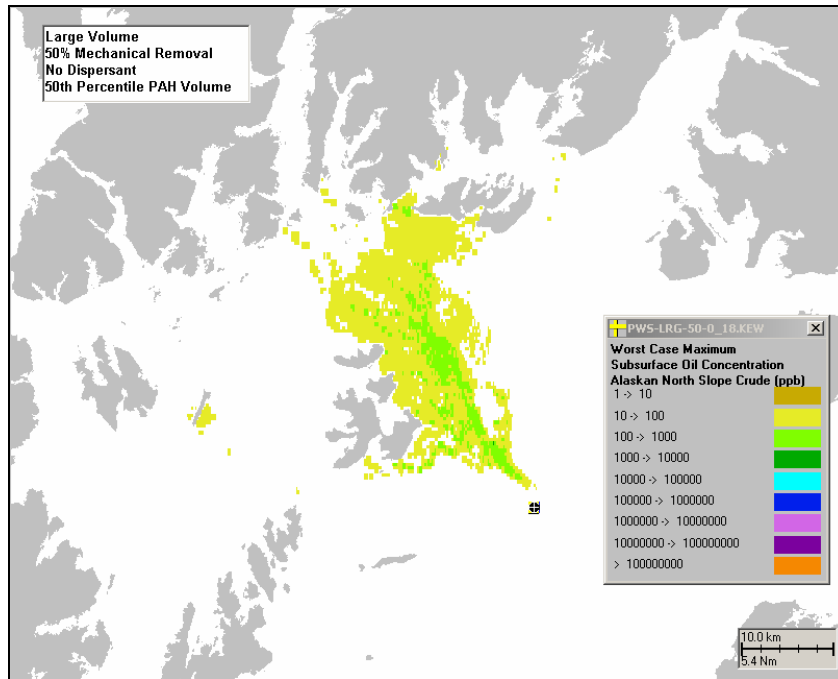 Large Volume
50% Mechanical Removal
No Dispersant
50th Percentile PAH Volume
PWS-LRG-50-0_18.KEW
Worst Case Maximum
Subsurface Oil Concentration
Alaskan North Slope Crude (ppb)
1 -> 10
10 -> 100
100 -> 1000
1000 -> 10000
10000 -> 100000
100000 -> 1000000
1000000 -> 10000000
10000000 -> 100000000
> 100000000
10.0 km
5.4 Nm